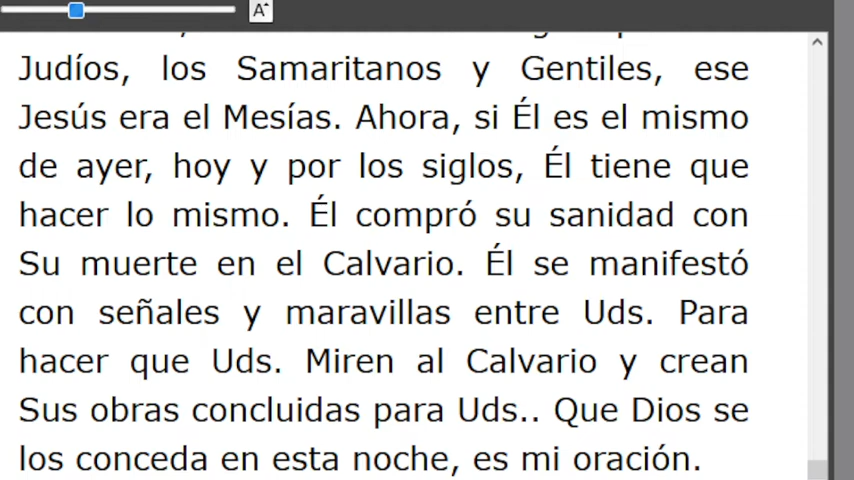 A
Judíos, los Samaritanos y Gentiles, ese
Jesús era el Mesías. Ahora, si Él es el mismo
de ayer, hoy y por los siglos, Él tiene que
hacer lo mismo. Él compró su sanidad con
Su muerte en el Calvario. Él se manifestó
con señales y maravillas entre Uds. Para
hacer que Uds. Miren al Calvario y crean
Sus obras concluidas para Uds.. Que Dios se
los conceda en esta noche, es mi oración.